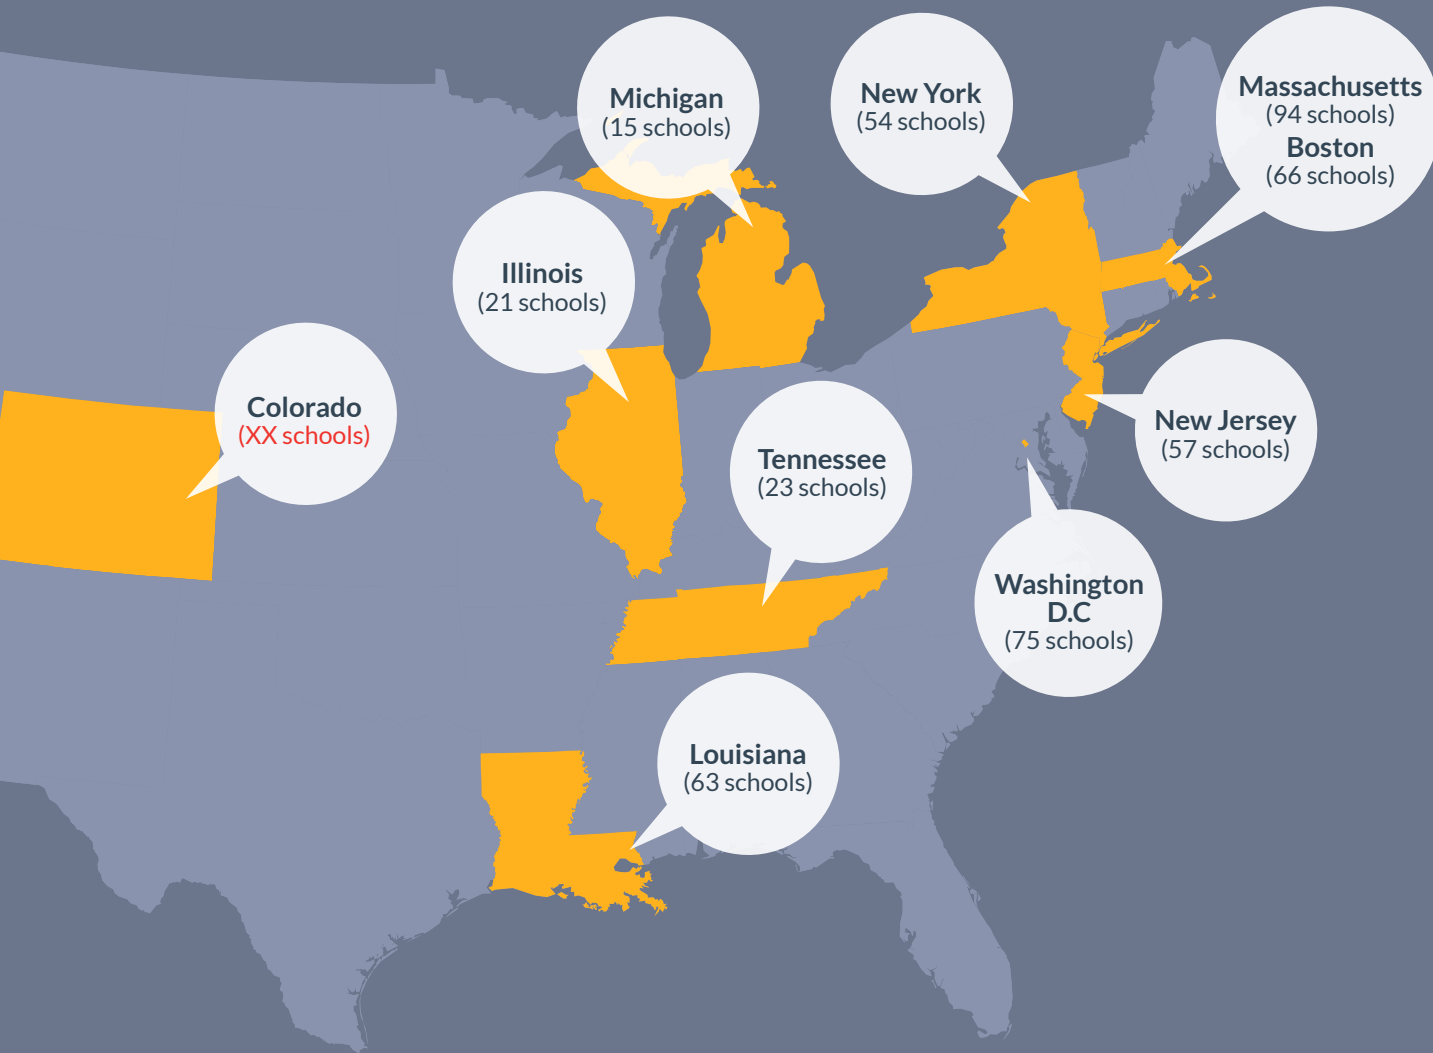 Michigan
(15 schools)
New York
(54 schools)
Massachusetts
(94 schools)
Boston
(66 schools)
Illinois
(21 schools)
Colorado
(XX schools)
Tennessee
(23 schools)
New Jersey
(57 schools)
Washington
D.C
(75 schools)
Louisiana
(63 schools)